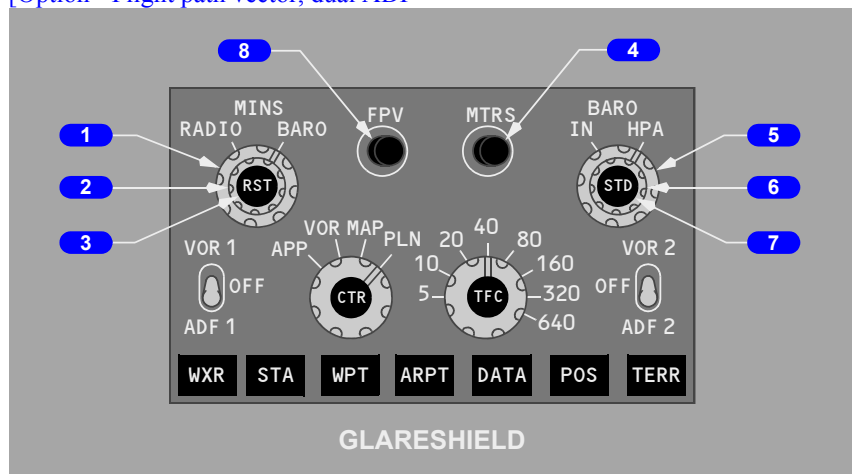 [Option - Flight path vector, dual ADF
8
4
MINS
FPV
MTRS
BARO
RADIO
BARO
IN
HPA
1
5
2
RST
STD
6
3
7
VOR 1
APP
VOR
MAP
PLN
10
20
40
80
160
VOR 2
OFF
CTR
5
TFC
320
OFF
ADF 1
640
ADF 2
WXR
STA
WPT
ARPT
DATA
POS
TERR
GLARESHIELD